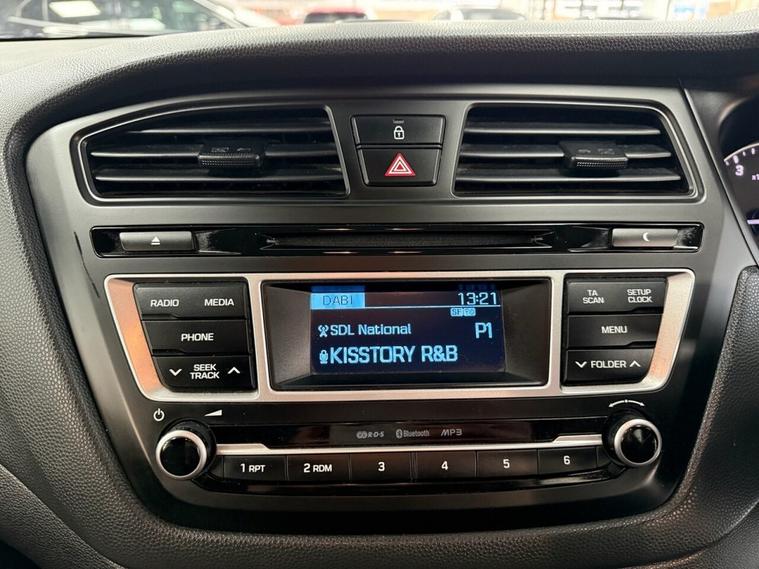 DAB1
13:21
SDL National
P1
KISSTORY R&B
RADIO
MEDIA
PHONE
SEEK
TRACK
TA
SCAN
SETUP
CLOCK
MENU
FOLDER
R·D·S
Bluetooth
MP3
1 RPT
2 RDM
3
4
5
6
3